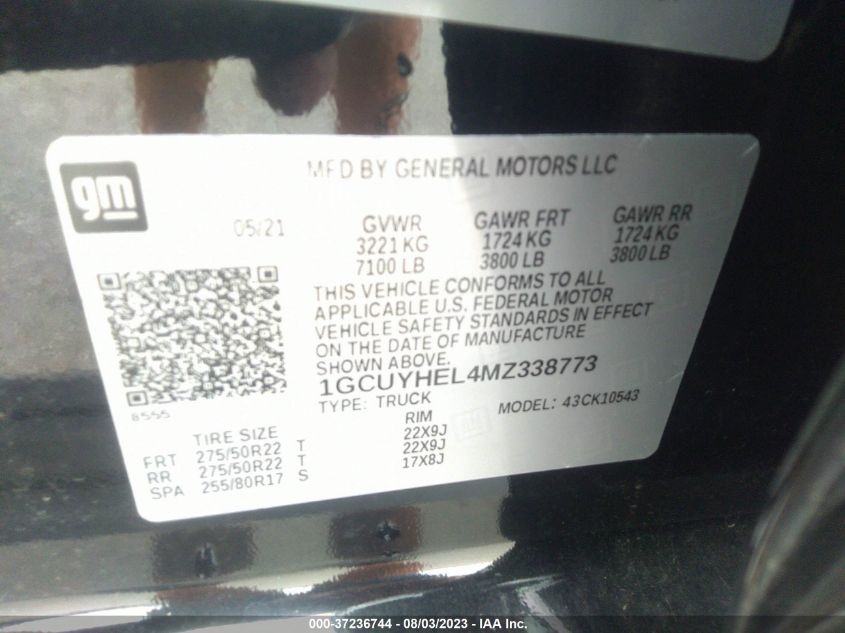 gm
MFD BY GENERAL MOTORS LLC
05/21
GVWR GAWR FRT GAWR RR
3221 KG 1724 KG 1724 KG
7100 LB 3800 LB 3800 LB
THIS VEHICLE CONFORMS TO ALL
APPLICABLE U.S. FEDERAL MOTOR
VEHICLE SAFETY STANDARDS IN EFFECT
ON THE DATE OF MANUFACTURE
SHOWN ABOVE.
1GCUYHEL4MZ338773
TYPE: TRUCK MODEL: 43CK10543
8555
TIRE SIZE RIM
FRT 275/50R22 T 22X9J
RR 275/50R22 T 22X9J
SPA 255/80R17 S 17X8J
000-37236744 - 08/03/2023 - IAA Inc.